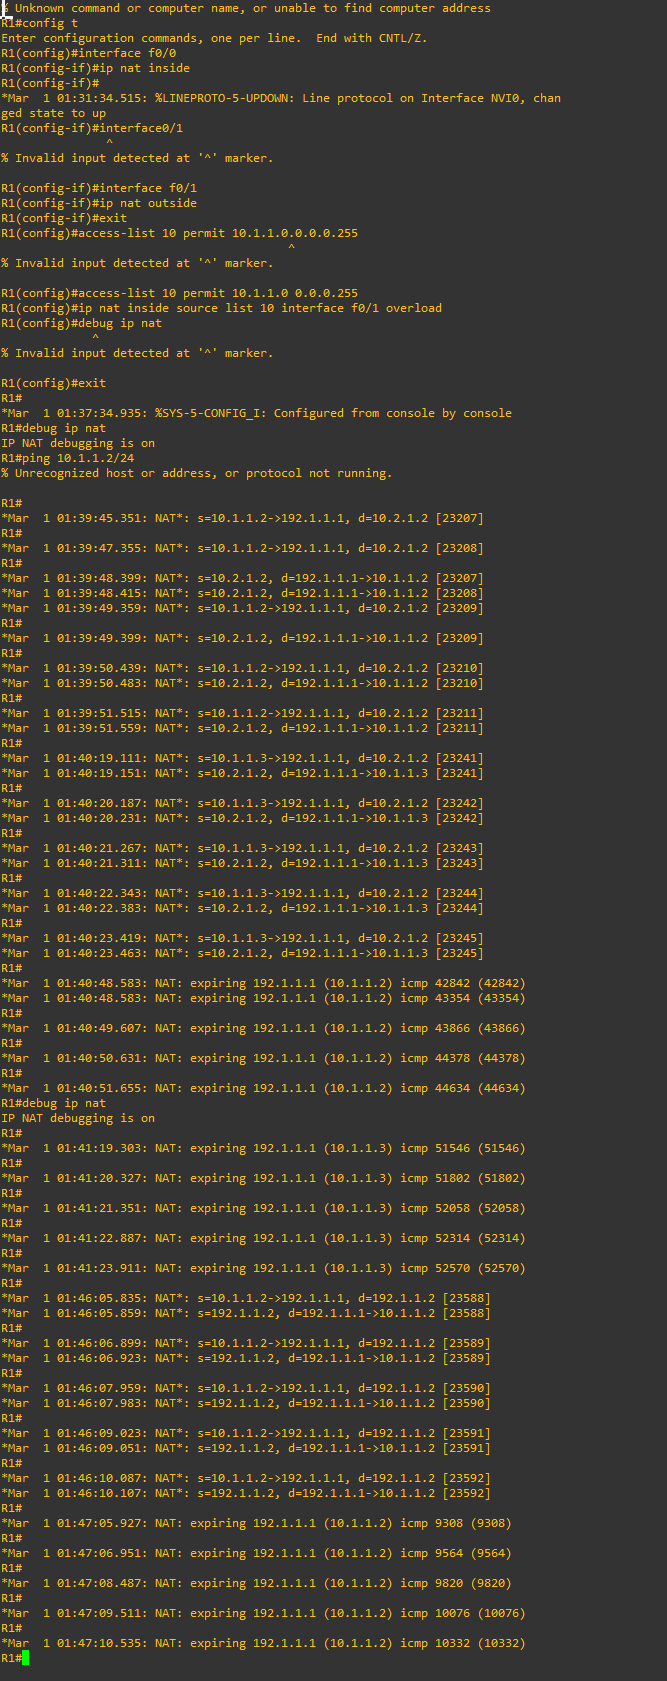 % Unknown command or computer name, or unable to find computer address
R1#config t
Enter configuration commands, one per line.  End with CNTL/Z.
R1(config)#interface f0/0
R1(config-if)#ip nat inside
R1(config-if)#
*Mar  1 01:31:34.515: %LINEPROTO-5-UPDOWN: Line protocol on Interface NVI0, chan
ged state to up
R1(config-if)#interface0/1
^
% Invalid input detected at '^' marker.
R1(config-if)#interface f0/1
R1(config-if)#ip nat outside
R1(config-if)#exit
R1(config)#access-list 10 permit 10.1.1.0.0.0.0.255
^
% Invalid input detected at '^' marker.
R1(config)#access-list 10 permit 10.1.1.0 0.0.0.255
R1(config)#ip nat inside source list 10 interface f0/1 overload
R1(config)#debug ip nat
^
% Invalid input detected at '^' marker.
R1(config)#exit
R1#
*Mar  1 01:37:34.935: %SYS-5-CONFIG_I: Configured from console by console
R1#debug ip nat
IP NAT debugging is on
R1#ping 10.1.1.2/24
% Unrecognized host or address, or protocol not running.
R1#
*Mar  1 01:39:45.351: NAT*: s=10.1.1.2->192.1.1.1, d=10.2.1.2 [23207]
R1#
*Mar  1 01:39:47.355: NAT*: s=10.1.1.2->192.1.1.1, d=10.2.1.2 [23208]
R1#
*Mar  1 01:39:48.399: NAT*: s=10.2.1.2, d=192.1.1.1->10.1.1.2 [23207]
*Mar  1 01:39:48.415: NAT*: s=10.2.1.2, d=192.1.1.1->10.1.1.2 [23208]
*Mar  1 01:39:49.359: NAT*: s=10.1.1.2->192.1.1.1, d=10.2.1.2 [23209]
R1#
*Mar  1 01:39:49.399: NAT*: s=10.2.1.2, d=192.1.1.1->10.1.1.2 [23209]
R1#
*Mar  1 01:39:50.439: NAT*: s=10.1.1.2->192.1.1.1, d=10.2.1.2 [23210]
*Mar  1 01:39:50.483: NAT*: s=10.2.1.2, d=192.1.1.1->10.1.1.2 [23210]
R1#
*Mar  1 01:39:51.515: NAT*: s=10.1.1.2->192.1.1.1, d=10.2.1.2 [23211]
*Mar  1 01:39:51.559: NAT*: s=10.2.1.2, d=192.1.1.1->10.1.1.2 [23211]
R1#
*Mar  1 01:40:19.111: NAT*: s=10.1.1.3->192.1.1.1, d=10.2.1.2 [23241]
*Mar  1 01:40:19.151: NAT*: s=10.2.1.2, d=192.1.1.1->10.1.1.3 [23241]
R1#
*Mar  1 01:40:20.187: NAT*: s=10.1.1.3->192.1.1.1, d=10.2.1.2 [23242]
*Mar  1 01:40:20.231: NAT*: s=10.2.1.2, d=192.1.1.1->10.1.1.3 [23242]
R1#
*Mar  1 01:40:21.267: NAT*: s=10.1.1.3->192.1.1.1, d=10.2.1.2 [23243]
*Mar  1 01:40:21.311: NAT*: s=10.2.1.2, d=192.1.1.1->10.1.1.3 [23243]
R1#
*Mar  1 01:40:22.343: NAT*: s=10.1.1.3->192.1.1.1, d=10.2.1.2 [23244]
*Mar  1 01:40:22.383: NAT*: s=10.2.1.2, d=192.1.1.1->10.1.1.3 [23244]
R1#
*Mar  1 01:40:23.419: NAT*: s=10.1.1.3->192.1.1.1, d=10.2.1.2 [23245]
*Mar  1 01:40:23.463: NAT*: s=10.2.1.2, d=192.1.1.1->10.1.1.3 [23245]
R1#
*Mar  1 01:40:48.583: NAT: expiring 192.1.1.1 (10.1.1.2) icmp 42842 (42842)
*Mar  1 01:40:48.583: NAT: expiring 192.1.1.1 (10.1.1.2) icmp 43354 (43354)
R1#
*Mar  1 01:40:49.607: NAT: expiring 192.1.1.1 (10.1.1.2) icmp 43866 (43866)
R1#
*Mar  1 01:40:50.631: NAT: expiring 192.1.1.1 (10.1.1.2) icmp 44378 (44378)
R1#
*Mar  1 01:40:51.655: NAT: expiring 192.1.1.1 (10.1.1.2) icmp 44634 (44634)
R1#debug ip nat
IP NAT debugging is on
R1#
*Mar  1 01:41:19.303: NAT: expiring 192.1.1.1 (10.1.1.3) icmp 51546 (51546)
R1#
*Mar  1 01:41:20.327: NAT: expiring 192.1.1.1 (10.1.1.3) icmp 51802 (51802)
R1#
*Mar  1 01:41:21.351: NAT: expiring 192.1.1.1 (10.1.1.3) icmp 52058 (52058)
R1#
*Mar  1 01:41:22.887: NAT: expiring 192.1.1.1 (10.1.1.3) icmp 52314 (52314)
R1#
*Mar  1 01:41:23.911: NAT: expiring 192.1.1.1 (10.1.1.3) icmp 52570 (52570)
R1#
*Mar  1 01:46:05.835: NAT*: s=10.1.1.2->192.1.1.1, d=192.1.1.2 [23588]
*Mar  1 01:46:05.859: NAT*: s=192.1.1.2, d=192.1.1.1->10.1.1.2 [23588]
R1#
*Mar  1 01:46:06.899: NAT*: s=10.1.1.2->192.1.1.1, d=192.1.1.2 [23589]
*Mar  1 01:46:06.923: NAT*: s=192.1.1.2, d=192.1.1.1->10.1.1.2 [23589]
R1#
*Mar  1 01:46:07.959: NAT*: s=10.1.1.2->192.1.1.1, d=192.1.1.2 [23590]
*Mar  1 01:46:07.983: NAT*: s=192.1.1.2, d=192.1.1.1->10.1.1.2 [23590]
R1#
*Mar  1 01:46:09.023: NAT*: s=10.1.1.2->192.1.1.1, d=192.1.1.2 [23591]
*Mar  1 01:46:09.051: NAT*: s=192.1.1.2, d=192.1.1.1->10.1.1.2 [23591]
R1#
*Mar  1 01:46:10.087: NAT*: s=10.1.1.2->192.1.1.1, d=192.1.1.2 [23592]
*Mar  1 01:46:10.107: NAT*: s=192.1.1.2, d=192.1.1.1->10.1.1.2 [23592]
R1#
*Mar  1 01:47:05.927: NAT: expiring 192.1.1.1 (10.1.1.2) icmp 9308 (9308)
R1#
*Mar  1 01:47:06.951: NAT: expiring 192.1.1.1 (10.1.1.2) icmp 9564 (9564)
R1#
*Mar  1 01:47:08.487: NAT: expiring 192.1.1.1 (10.1.1.2) icmp 9820 (9820)
R1#
*Mar  1 01:47:09.511: NAT: expiring 192.1.1.1 (10.1.1.2) icmp 10076 (10076)
R1#
*Mar  1 01:47:10.535: NAT: expiring 192.1.1.1 (10.1.1.2) icmp 10332 (10332)
R1#